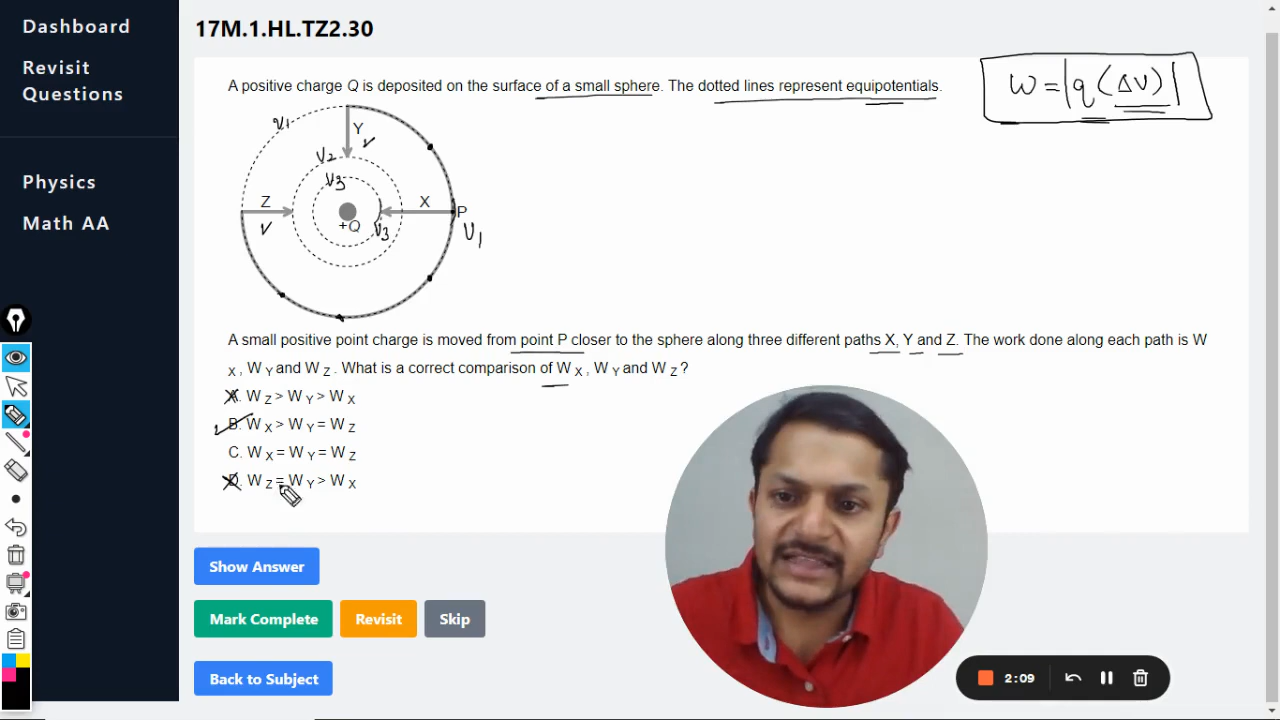 Dashboard
Revisit
Questions
Physics
Math AA
17M.1.HL.TZ2.30
A positive charge Q is deposited on the surface of a small sphere. The dotted lines represent equipotentials.
W = |q (ΔV)|
V1
Y
V2
V3
Z
X
P
+Q
V3
V1
A small positive point charge is moved from point P closer to the sphere along three different paths X, Y and Z. The work done along each path is W
X , W Y and W Z . What is a correct comparison of W X , W Y and W Z ?
A. W Z > W Y > W X
B. W X > W Y = W Z
C. W X = W Y = W Z
D. W Z = W Y > W X
Show Answer
Mark Complete
Revisit
Skip
Back to Subject
2:09